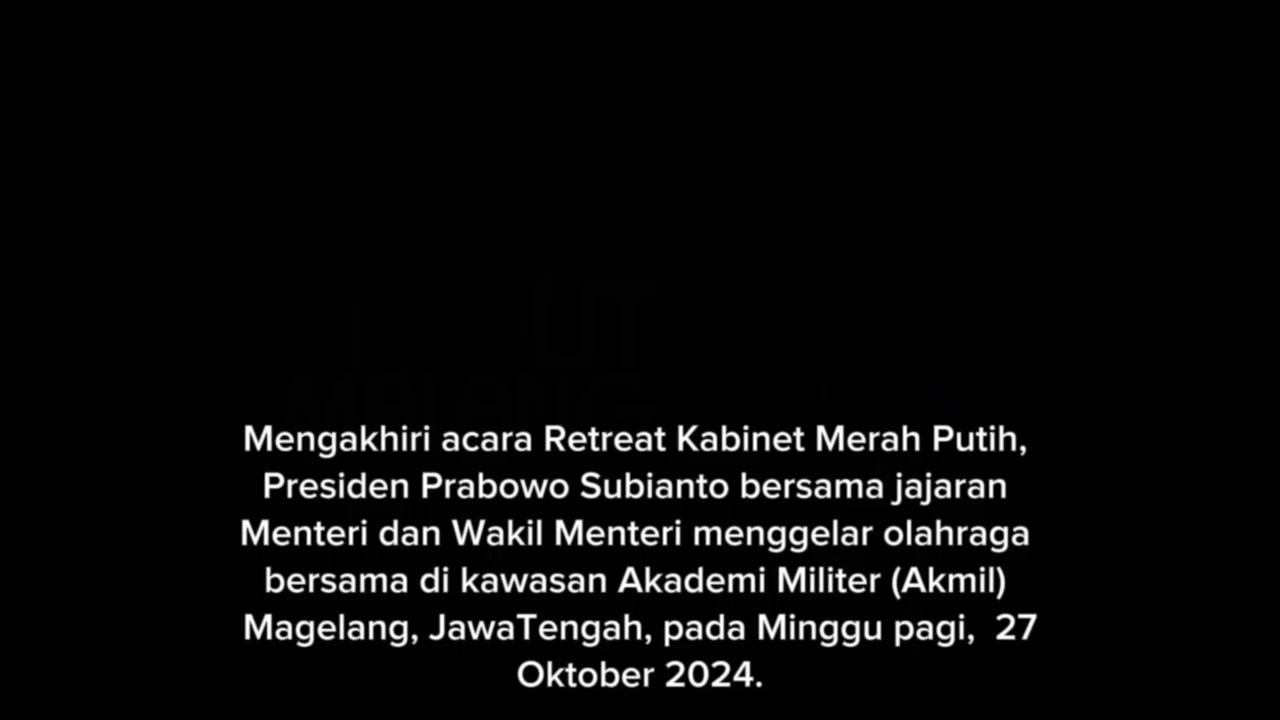 Mengakhiri acara Retreat Kabinet Merah Putih,
Presiden Prabowo Subianto bersama jajaran
Menteri dan Wakil Menteri menggelar olahraga
bersama di kawasan Akademi Militer (Akmil)
Magelang, JawaTengah, pada Minggu pagi,  27
Oktober 2024.